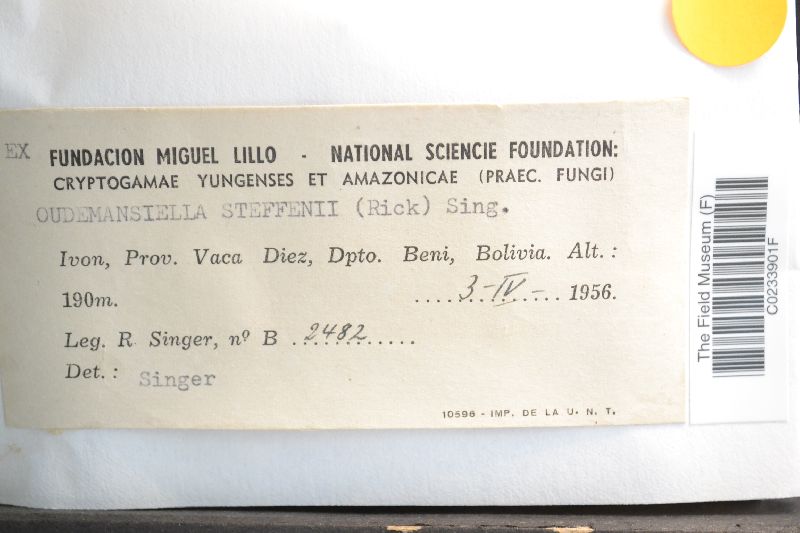 EX FUNDACION MIGUEL LILLO - NATIONAL SCIENCIE FOUNDATION:
CRYPTOGAMAE YUNGENSES ET AMAZONICAE (PRAEC. FUNGI)
OUDEMANSIELLA STEFFENII (Rick) Sing.
Ivon, Prov. Vaca Diez, Dpto. Beni, Bolivia. Alt.:
190m. 3-IV- 1956.
Leg. R. Singer, nº B 2482
Det.: Singer
10596 - IMP. DE LA U. N. T.
The Field Museum (F)
C0233901F